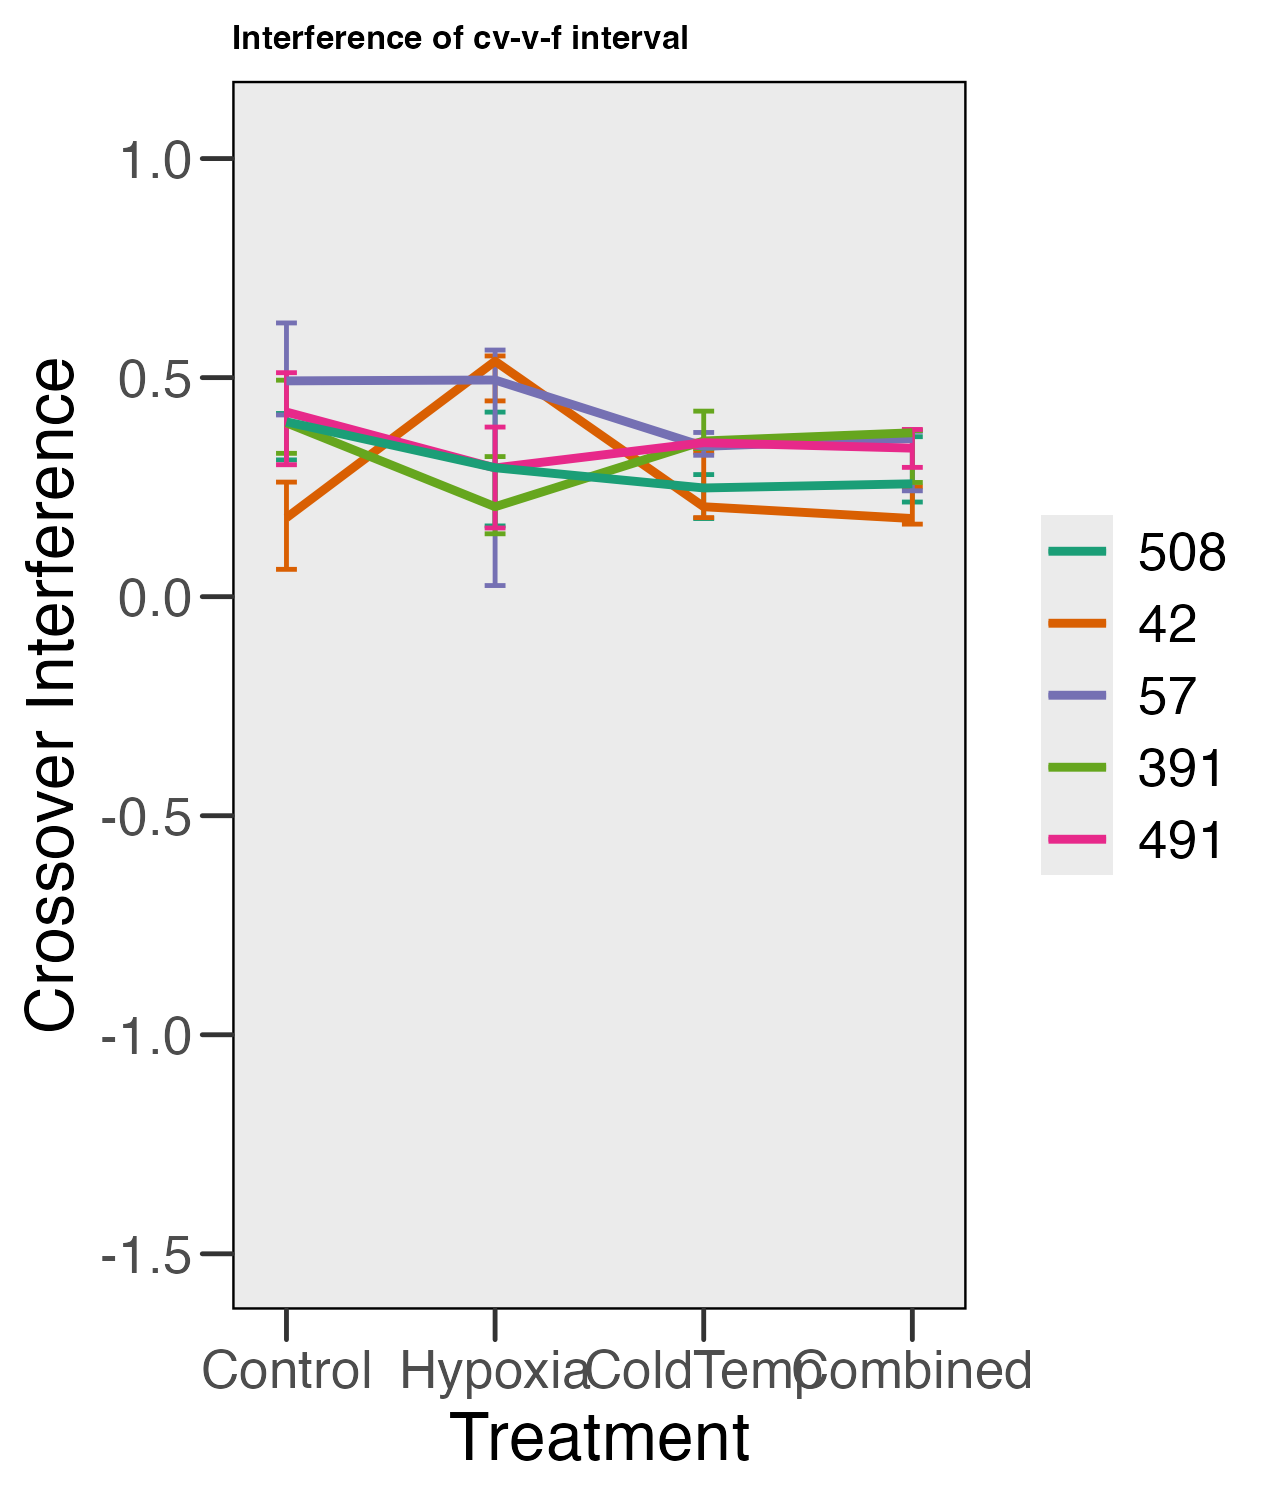 Interference of cv-v-f interval
Crossover Interference
1.0
0.5
0.0
-0.5
-1.0
-1.5
Control Hypoxia ColdTemp Combined
Treatment
508
42
57
391
491